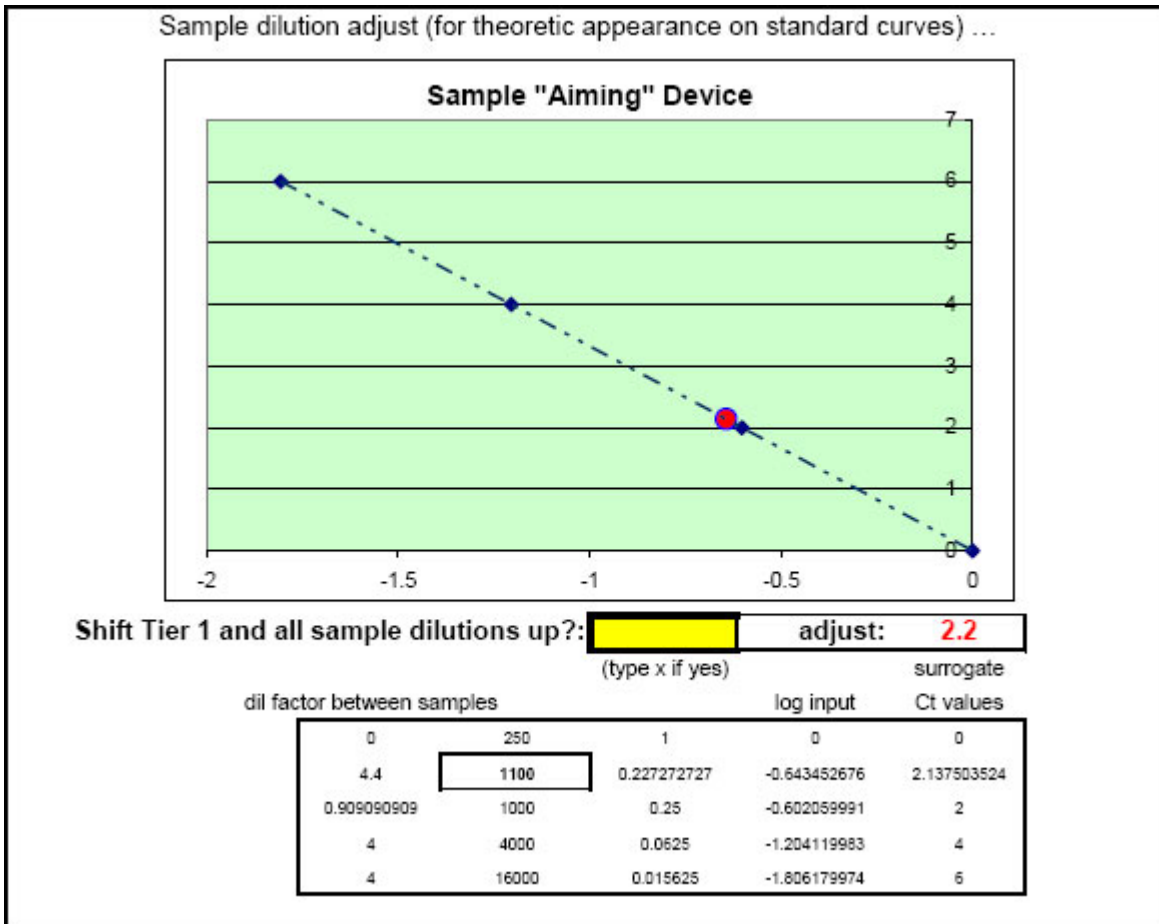 Sample dilution adjust (for theoretic appearance on standard curves) ...
Sample "Aiming" Device
7
6
5
4
3
2
1
0
-2 -1.5 -1 -0.5 0
Shift Tier 1 and all sample dilutions up?: adjust: 2.2
(type x if yes) surrogate
dil factor between samples log input Ct values
0 250 1 0 0
4.4 1100 0.227272727 -0.643452676 2.137503524
0.909090909 1000 0.25 -0.602059991 2
4 4000 0.0625 -1.204119983 4
4 16000 0.015625 -1.806179974 6